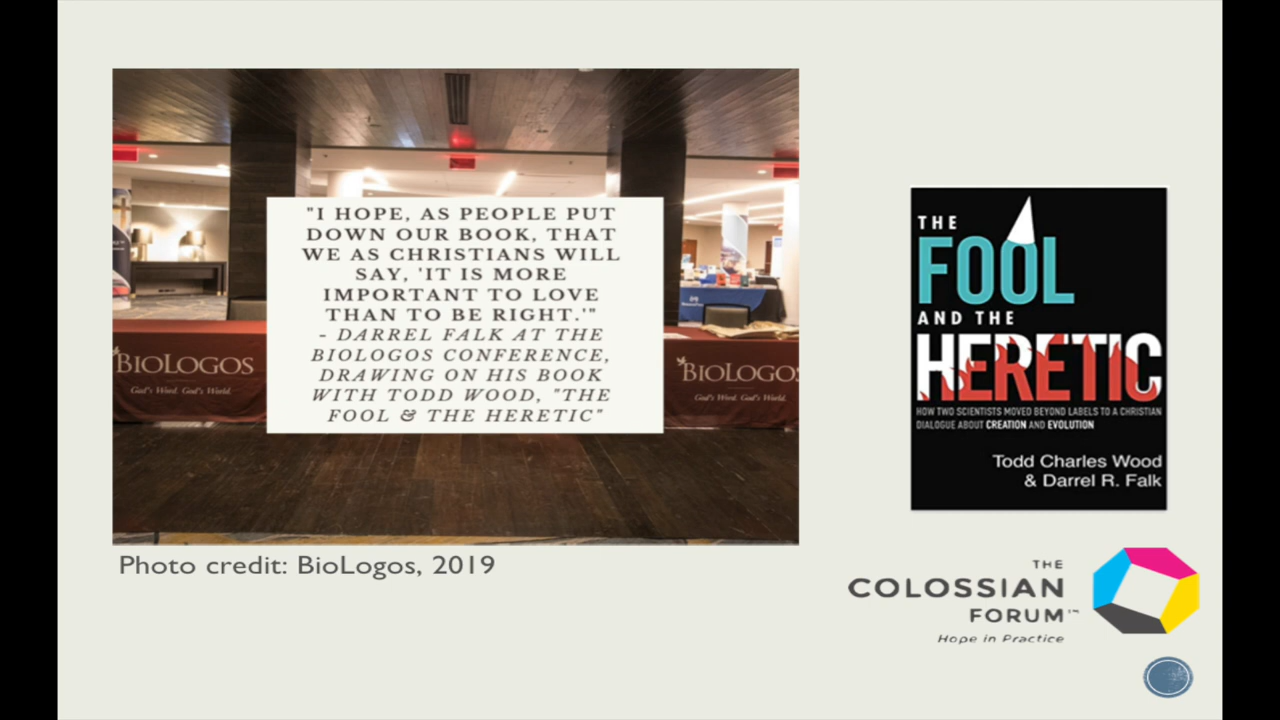 "I HOPE, AS PEOPLE PUT
DOWN OUR BOOK, THAT
WE AS CHRISTIANS WILL
SAY, 'IT IS MORE
IMPORTANT TO LOVE
THAN TO BE RIGHT.'"
- DARREL FALK AT THE
BIOLOGOS CONFERENCE,
DRAWING ON HIS BOOK
WITH TODD WOOD, "THE
FOOL & THE HERETIC"
BIOLOGOS
God's Word. God's World.
BIOLOGOS
God's Word. God's World.
Photo credit: BioLogos, 2019
THE
FOOL
AND THE
HERETIC
HOW TWO SCIENTISTS MOVED BEYOND LABELS TO A CHRISTIAN
DIALOGUE ABOUT CREATION AND EVOLUTION
Todd Charles Wood
& Darrel R. Falk
THE
COLOSSIAN
FORUM™
Hope in Practice